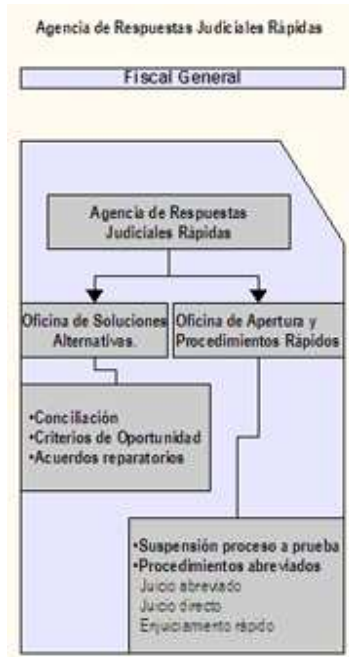 Agencia de Respuestas Judiciales Rápidas
Fiscal General
Agencia de Respuestas
Judiciales Rápidas
Oficina de Soluciones
Alternativas.
Oficina de Apertura y
Procedimientos Rápidos
•Conciliación
•Criterios de Oportunidad
•Acuerdos reparatorios
•Suspensión proceso a prueba
•Procedimientos abreviados
Juicio abreviado
Juicio directo
Enjuiciamiento rápido